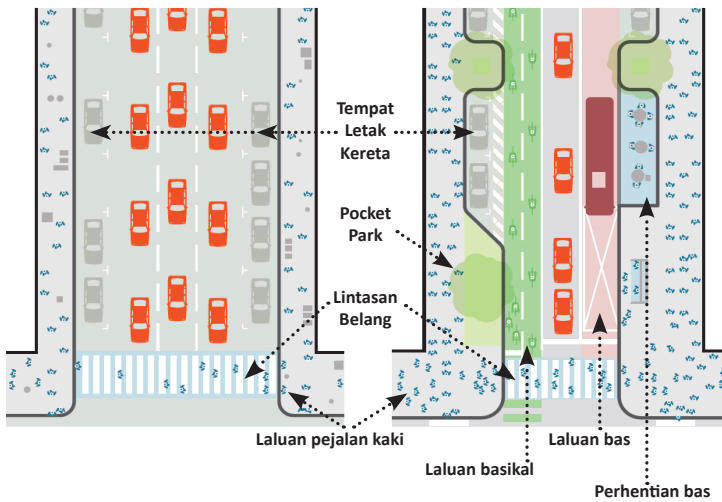 Tempat
Letak
Kereta
Pocket
Park
Lintasan
Belang
Laluan pejalan kaki
Laluan basikal
Laluan bas
Perhentian bas